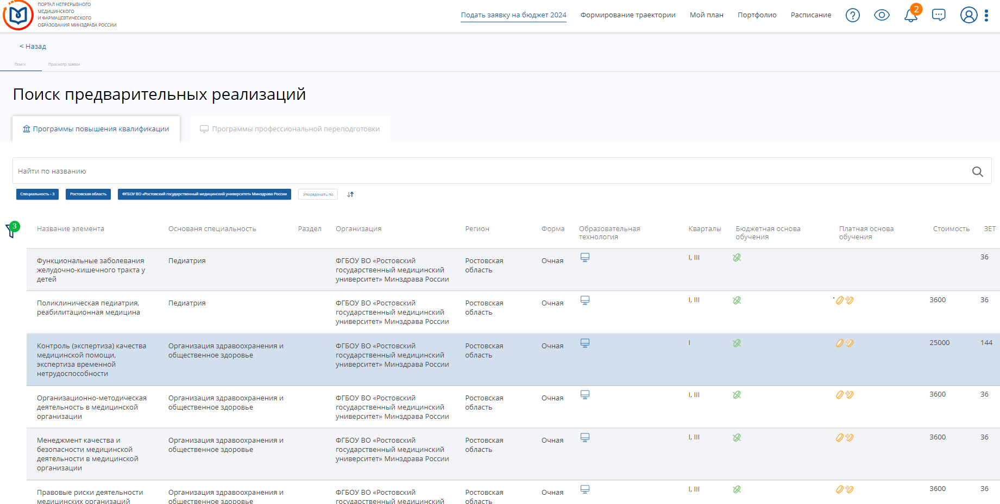 ПОРТАЛ НЕПРЕРЫВНОГО
МЕДИЦИНСКОГО
И ФАРМАЦЕВТИЧЕСКОГО
ОБРАЗОВАНИЯ МИНЗДРАВА РОССИИ
Подать заявку на бюджет 2024 Формирование траектории Мой план Портфолио Расписание 2
< Назад
Поиск Просмотр заявок
Поиск предварительных реализаций
Программы повышения квалификации Программы профессиональной переподготовки
Найти по названию
Специальность - 3 Ростовская область ФГБОУ ВО «Ростовский государственный медицинский университет» Минздрава России Упорядочить по
3
Название элемента Основаня специальность Раздел Организация Регион Форма Образовательная технология Кварталы Бюджетная основа обучения Платная основа обучения Стоимость ЗЕТ
Функциональные заболевания Педиатрия ФГБОУ ВО «Ростовский Ростовская Очная I, III 36
желудочно-кишечного тракта у государственный медицинский область
детей университет» Минздрава России
Поликлиническая педиатрия, Педиатрия ФГБОУ ВО «Ростовский Ростовская Очная I, III 3600 36
реабилитационная медицина государственный медицинский область
университет» Минздрава России
Контроль (экспертиза) качества Организация здравоохранения и ФГБОУ ВО «Ростовский Ростовская Очная I 25000 144
медицинской помощи, общественное здоровье государственный медицинский область
экспертиза временной университет» Минздрава России
нетрудоспособности
Организационно-методическая Организация здравоохранения и ФГБОУ ВО «Ростовский Ростовская Очная I, III 3600 36
деятельность в медицинской общественное здоровье государственный медицинский область
организации университет» Минздрава России
Менеджмент качества и Организация здравоохранения и ФГБОУ ВО «Ростовский Ростовская Очная I, III 3600 36
безопасности медицинской общественное здоровье государственный медицинский область
деятельности в медицинской университет» Минздрава России
организации
Правовые риски деятельности Организация здравоохранения и ФГБОУ ВО «Ростовский Ростовская Очная I, III 3600 36
медицинских организаций общественное здоровье государственный медицинский область